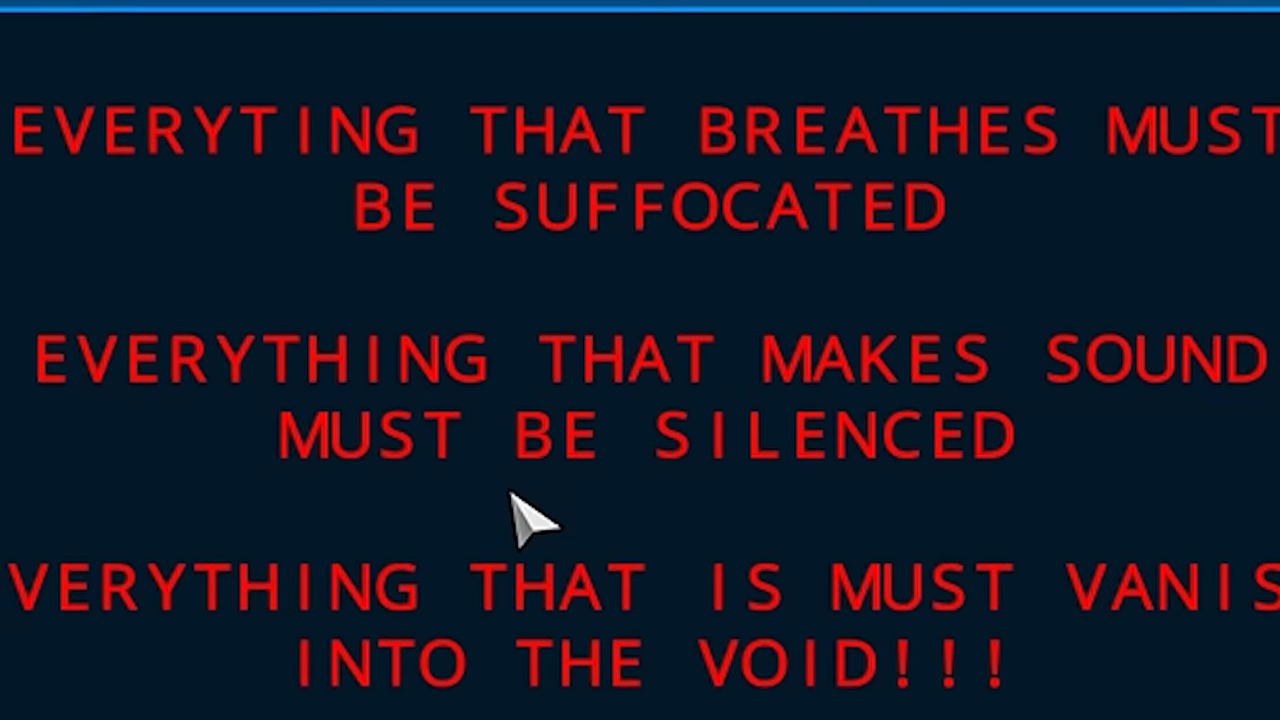 EVERYTING THAT BREATHES MUST
BE SUFFOCATED
EVERYTHING THAT MAKES SOUND
MUST BE SILENCED
VERYTHING THAT IS MUST VANIS
INTO THE VOID!!!